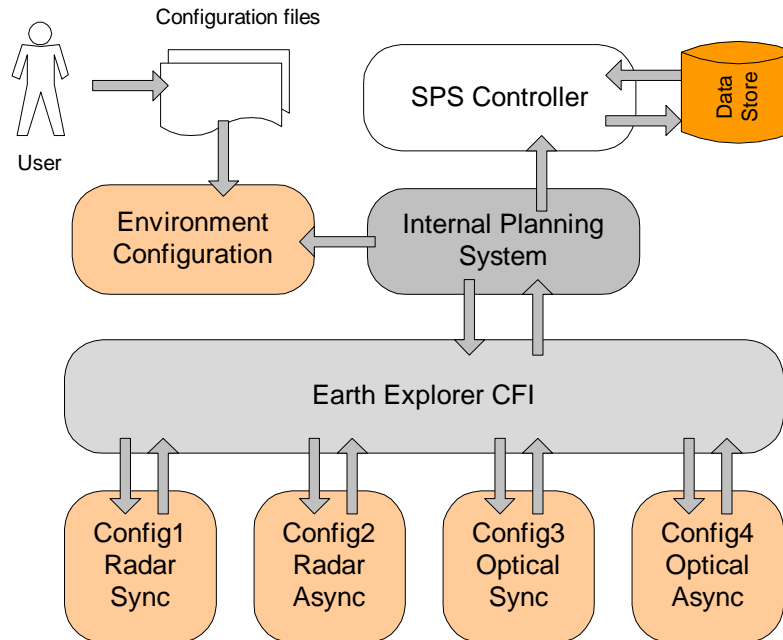 Configuration files
SPS Controller
Data
Store
User
Environment
Configuration
Internal Planning
System
Earth Explorer CFI
Config1
Radar
Sync
Config2
Radar
Async
Config3
Optical
Sync
Config4
Optical
Async